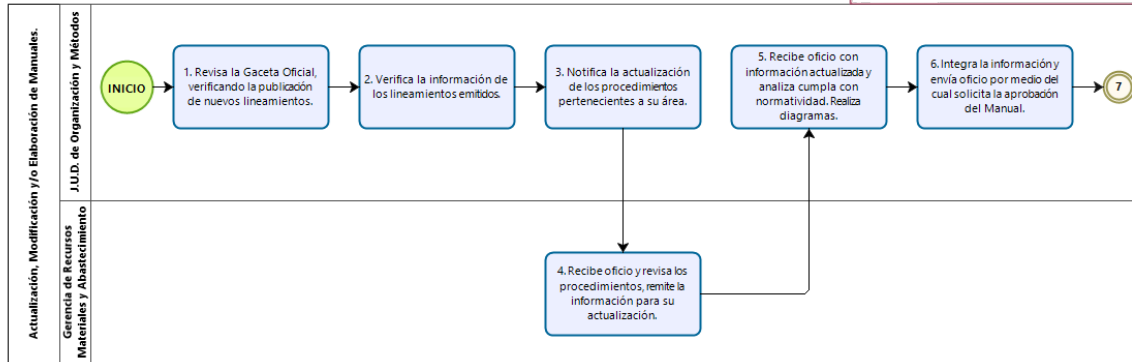 Actualización, Modificación y/o Elaboración de Manuales.
J.U.D. de Organización y Métodos
INICIO
1. Revisa la Gaceta Oficial,
verificando la publicación
de nuevos lineamientos.
2. Verifica la información de
los lineamientos emitidos.
3. Notifica la actualización
de los procedimientos
pertenecientes a su área.
5. Recibe oficio con
información actualizada y
analiza cumpla con
normatividad. Realiza
diagramas.
6. Integra la información y
envía oficio por medio del
cual solicita la aprobación
del Manual.
7
Gerencia de Recursos
Materiales y Abastecimiento
4. Recibe oficio y revisa los
procedimientos, remite la
información para su
actualización.